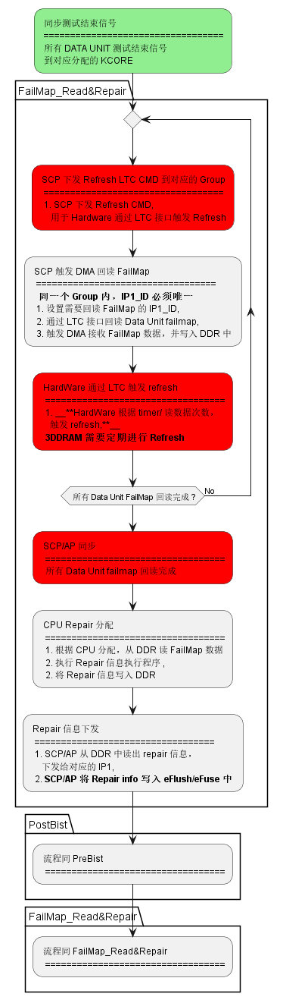 同步测试结束信号
==================================
所有 DATA UNIT 测试结束信号
到对应分配的 KCORE
FailMap_Read&Repair
SCP 下发 Refresh LTC CMD 到对应的 Group
==================================
1. SCP 下发 Refresh CMD,
用于 Hardware 通过 LTC 接口触发 Refresh
SCP 触发 DMA 回读 FailMap
==================================
同一个 Group 内，IP1_ID 必须唯一
1. 设置需要回读 FailMap 的 IP1_ID,
2. 通过 LTC 接口回读 Data Unit failmap,
3. 触发 DMA 接收 FailMap 数据，并写入 DDR 中
HardWare 通过 LTC 触发 refresh
==================================
1. __**HardWare 根据 timer/ 读数据次数，
触发 refresh;**__
3DDRAM 需要定期进行 Refresh
所有 Data Unit FailMap 回读完成 ?
No
SCP/AP 同步
==================================
所有 Data Unit failmap 回读完成
CPU Repair 分配
==================================
1. 根据 CPU 分配，从 DDR 读 FailMap 数据
2. 执行 Repair 信息执行程序 ,
2. 将 Repair 信息写入 DDR
Repair 信息下发
==================================
1. SCP/AP 从 DDR 中读出 repair 信息，
下发给对应的 IP1,
2. SCP/AP 将 Repair info 写入 eFlush/eFuse 中
PostBist
流程同 PreBist
==================================
FailMap_Read&Repair
流程同 FailMap_Read&Repair
==================================